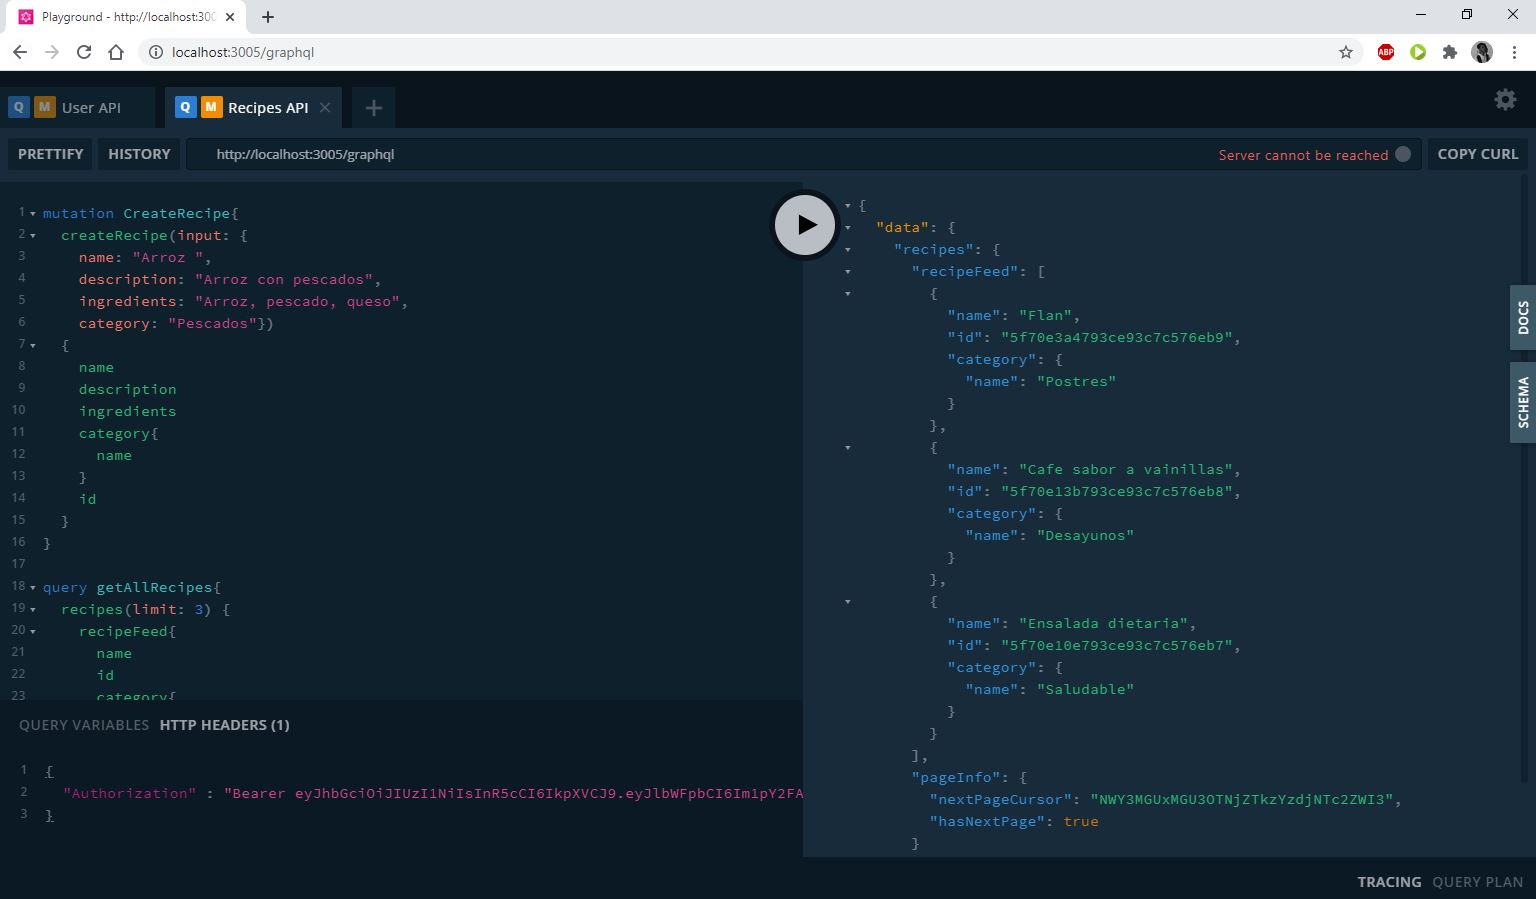 Playground - http://localhost:300
localhost:3005/graphql
ABP
Q M User API
Q M Recipes API
PRETTIFY HISTORY http://localhost:3005/graphql Server cannot be reached COPY CURL
1 mutation CreateRecipe{
2 createRecipe(input: {
3 name: "Arroz ",
4 description: "Arroz con pescados",
5 ingredients: "Arroz, pescado, queso",
6 category: "Pescados"})
7 {
8 name
9 description
10 ingredients
11 category{
12 name
13 }
14 id
15 }
16 }
17
18 query getAllRecipes{
19 recipes(limit: 3) {
20 recipeFeed{
21 name
22 id
23 category{
QUERY VARIABLES HTTP HEADERS (1)
1 {
2 "Authorization" : "Bearer eyJhbGciOiJIUzI1NiIsInR5cCI6IkpXVCJ9.eyJlbWFpbCI6Im1pY2FA
3 }
{
"data": {
"recipes": {
"recipeFeed": [
{
"name": "Flan",
"id": "5f70e3a4793ce93c7c576eb9",
"category": {
"name": "Postres"
}
},
{
"name": "Cafe sabor a vainillas",
"id": "5f70e13b793ce93c7c576eb8",
"category": {
"name": "Desayunos"
}
},
{
"name": "Ensalada dietaria",
"id": "5f70e10e793ce93c7c576eb7",
"category": {
"name": "Saludable"
}
}
],
"pageInfo": {
"nextPageCursor": "NWY3MGUxMGU3OTNjZTkzYzdjNTc2ZWI3",
"hasNextPage": true
}
DOCS
SCHEMA
TRACING QUERY PLAN